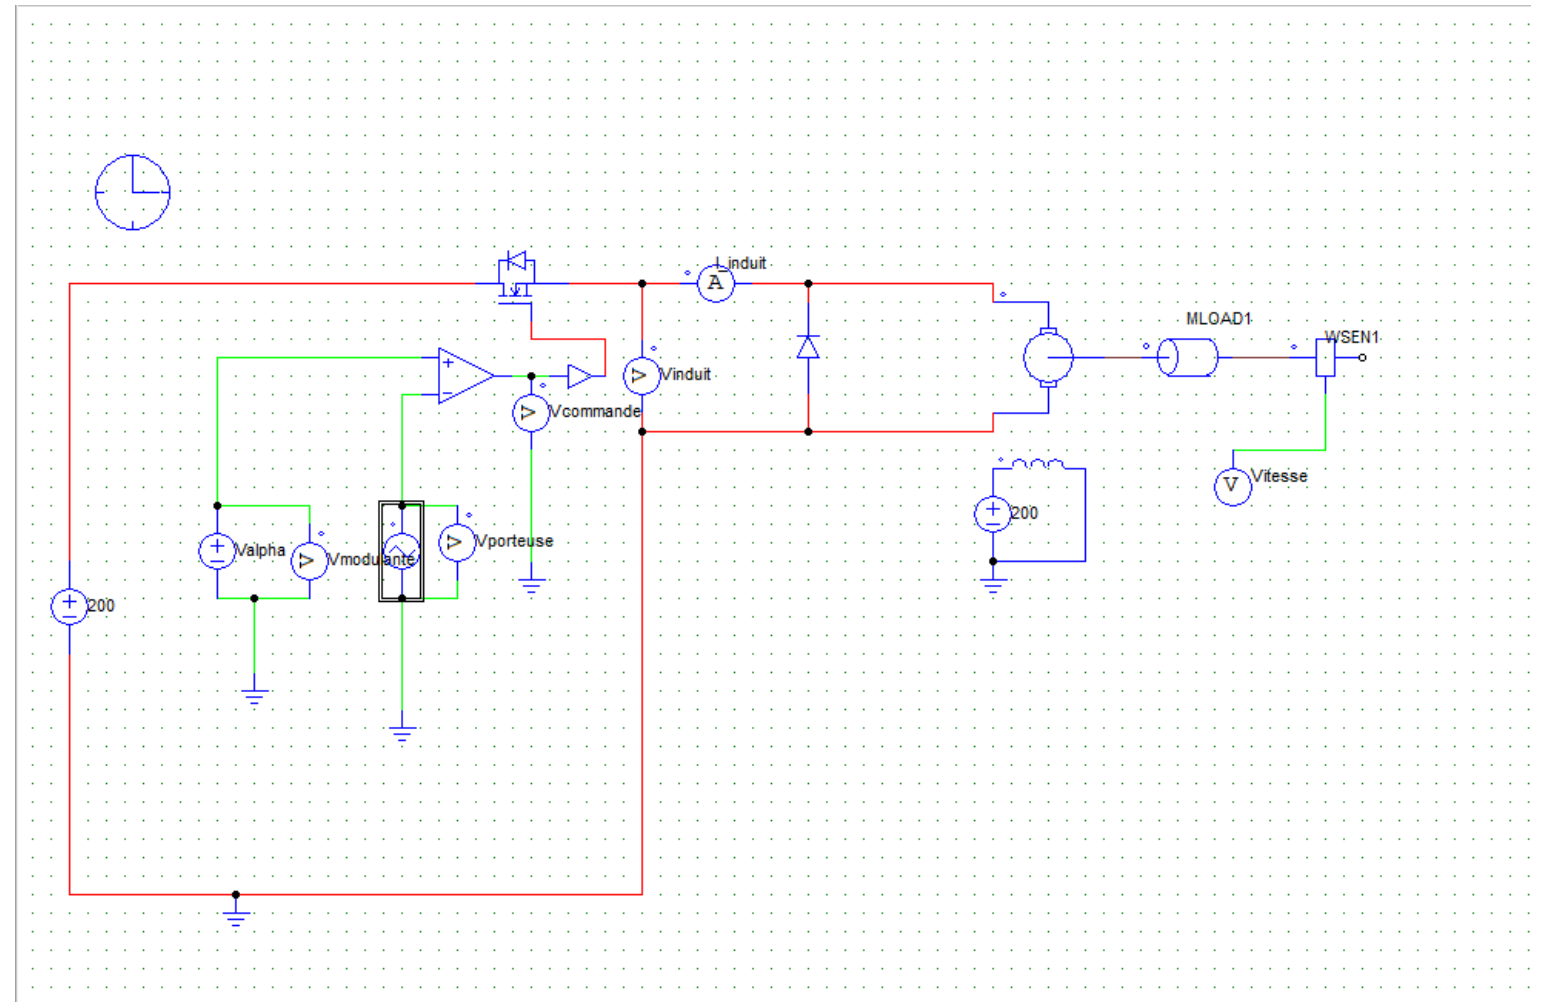 I_induit
A
MLOAD1
WSEN1
V
Vinduit
V
Vcommande
V
Vitesse
200
Valpha
V
Vmodulante
V
Vporteuse
200